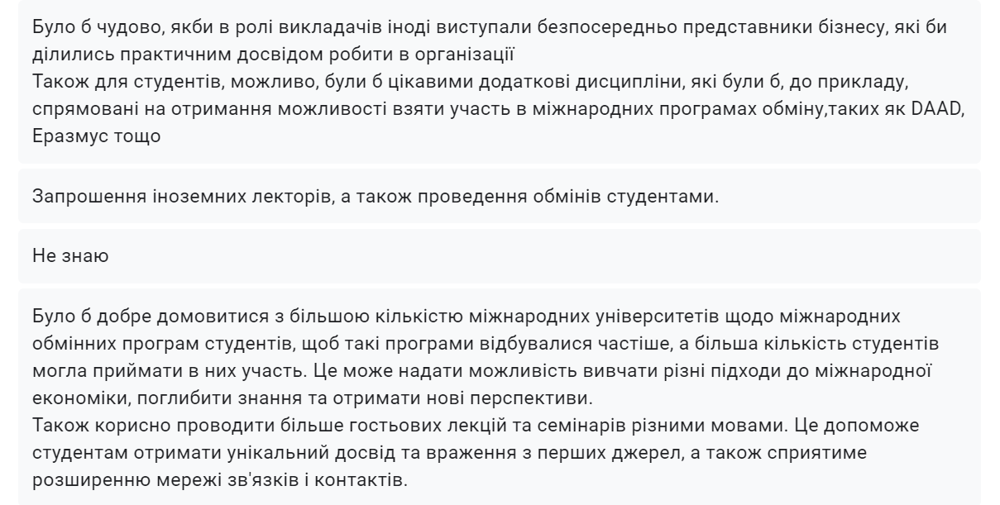 Було б чудово, якби в ролі викладачів іноді виступали безпосередньо представники бізнесу, які би
ділились практичним досвідом робити в організації
Також для студентів, можливо, були б цікавими додаткові дисципліни, які були б, до прикладу,
спрямовані на отримання можливості взяти участь в міжнародних програмах обміну,таких як DAAD,
Еразмус тощо
Запрошення іноземних лекторів, а також проведення обмінів студентами.
Не знаю
Було б добре домовитися з більшою кількістю міжнародних університетів щодо міжнародних
обмінних програм студентів, щоб такі програми відбувалися частіше, а більша кількість студентів
могла приймати в них участь. Це може надати можливість вивчати різні підходи до міжнародної
економіки, поглибити знання та отримати нові перспективи.
Також корисно проводити більше гостьових лекцій та семінарів різними мовами. Це допоможе
студентам отримати унікальний досвід та враження з перших джерел, а також сприятиме
розширенню мережі зв'язків і контактів.